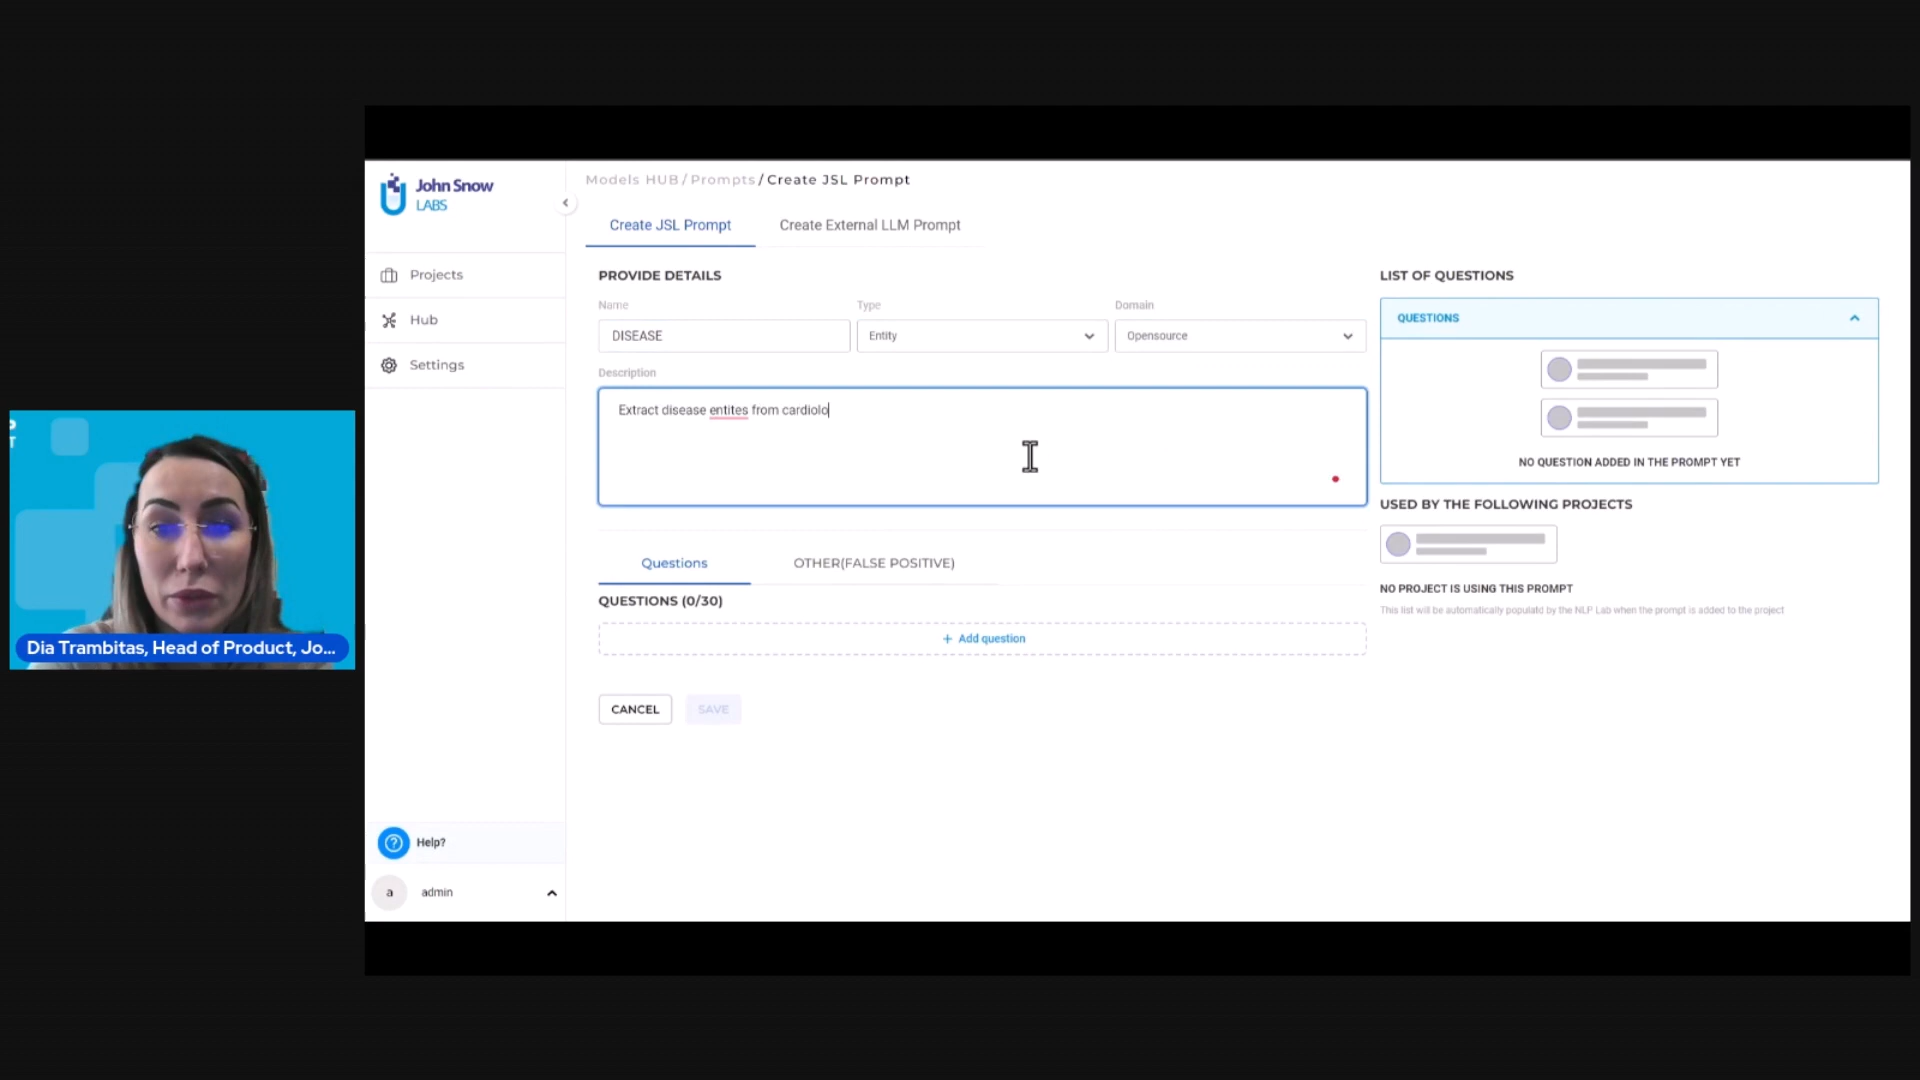 John Snow
LABS
Models HUB / Prompts / Create JSL Prompt
Create JSL Prompt
Create External LLM Prompt
Projects
Hub
Settings
PROVIDE DETAILS
Name
Type
Domain
DISEASE
Entity
Opensource
Description
Extract disease entites from cardiolo
LIST OF QUESTIONS
QUESTIONS
NO QUESTION ADDED IN THE PROMPT YET
USED BY THE FOLLOWING PROJECTS
NO PROJECT IS USING THIS PROMPT
This list will be automatically populatd by the NLP Lab when the prompt is added to the project
Questions
OTHER(FALSE POSITIVE)
QUESTIONS (0/30)
+ Add question
CANCEL
SAVE
Dia Trambitas, Head of Product, Jo...
Help?
a
admin